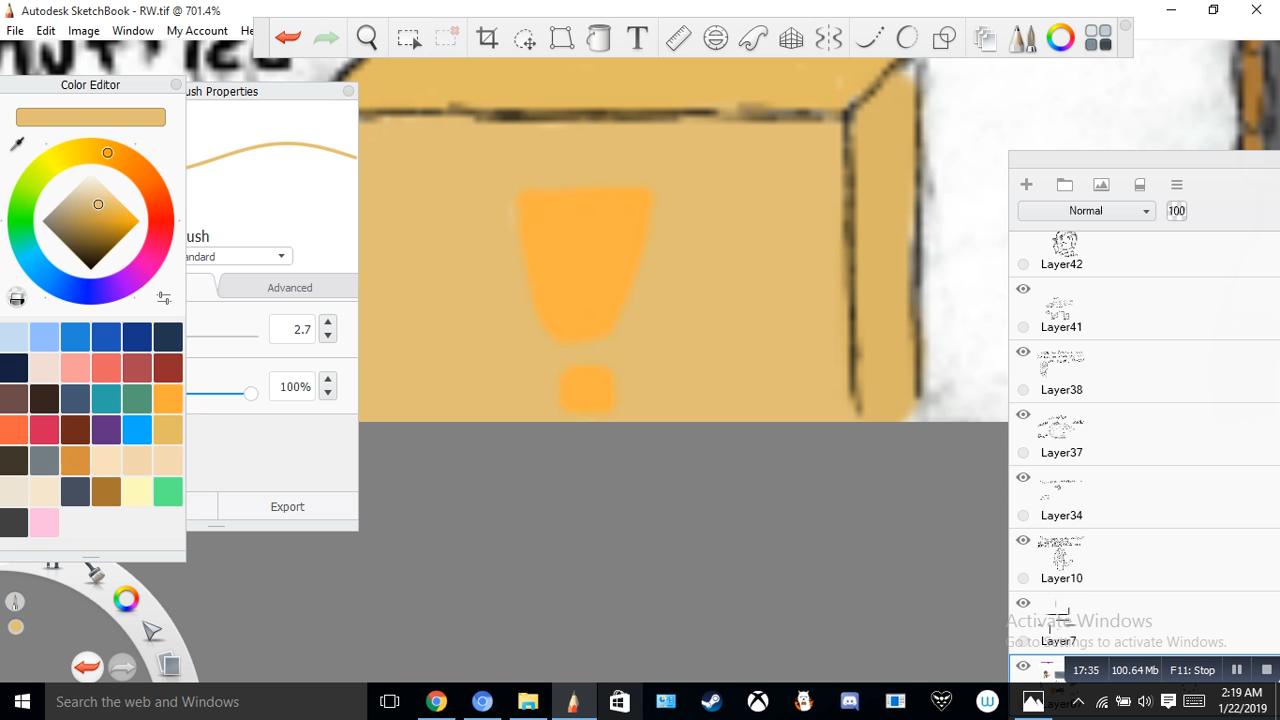 Autodesk SketchBook - RW.tif @ 701.4%
File Edit Image Window My Account
Color Editor
ush Properties
ush
andard
Advanced
2.7
100%
Export
Normal 100
Layer42
Layer41
Layer38
Layer37
Layer34
Layer10
Layer7
Activate Windows
Go to Settings to activate Windows.
17:35 100.64 Mb F11: Stop
Search the web and Windows
2:19 AM
1/22/2019